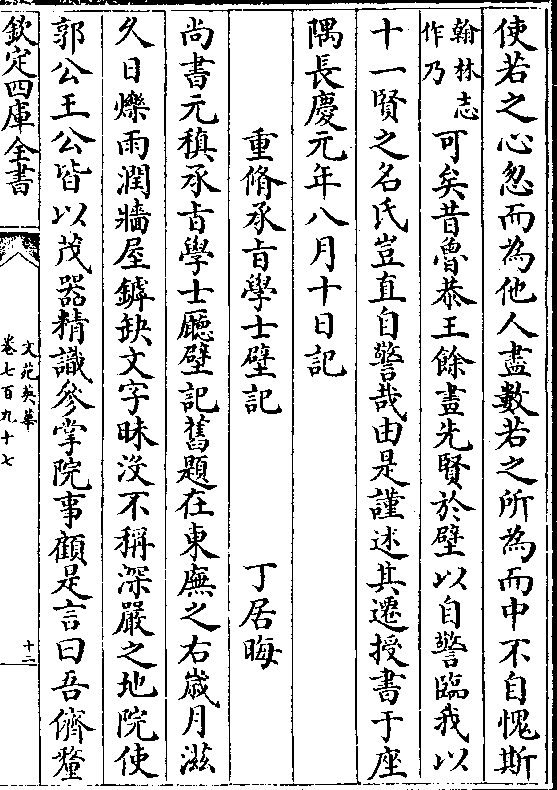 使若之心忽而為他人盡數若之所為而中不自愧斯
翰林志
作乃
可矣昔魯恭王餘畫先賢於壁以自警臨我以
十一賢之名氏豈直自警哉由是謹述其遷授書于座
隅長慶元年八月十日記
重脩承旨學士壁記 丁居晦
尚書元稹承旨學士廳壁記舊題在東廡之右歲月滋
久日爍雨潤牆屋鏬缺文字昧沒不稱深嚴之地院使
郭公王公皆以茂器精識參掌院事顧是言曰吾儕釐
欽定四庫全書
文苑英華
卷七百九十七
十二